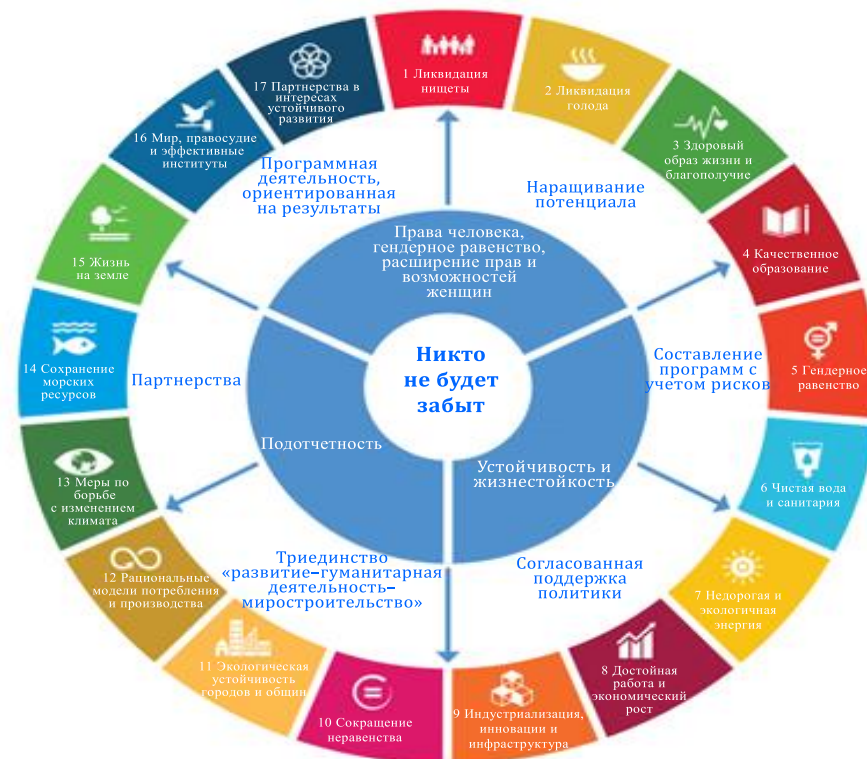 1 Ликвидация
нищеты
2 Ликвидация
голода
3 Здоровый
образ жизни и
благополучие
4 Качественное
образование
5 Гендерное
равенство
6 Чистая вода
и санитария
7 Недорогая и
экологичная
энергия
8 Достойная
работа и
экономический
рост
9 Индустриализация,
инновации и
инфраструктура
10 Сокращение
неравенства
11 Экологическая
устойчивость
городов и общин
12 Рациональные
модели потребления
и производства
13 Меры по
борьбе
с изменением
климата
14 Сохранение
морских
ресурсов
15 Жизнь
на земле
16 Мир, правосудие
и эффективные
институты
17 Партнерства в
интересах
устойчивого
развития
Программная
деятельность,
ориентированная
на результаты
Наращивание
потенциала
Составление
программ с
учетом рисков
Согласованная
поддержка
политики
Триединство
«развитие–гуманитарная
деятельность–
миростроительство»
Партнерства
Права человека,
гендерное равенство,
расширение прав и
возможностей
женщин
Устойчивость и
жизнестойкость
Подотчетность
Никто
не будет
забыт